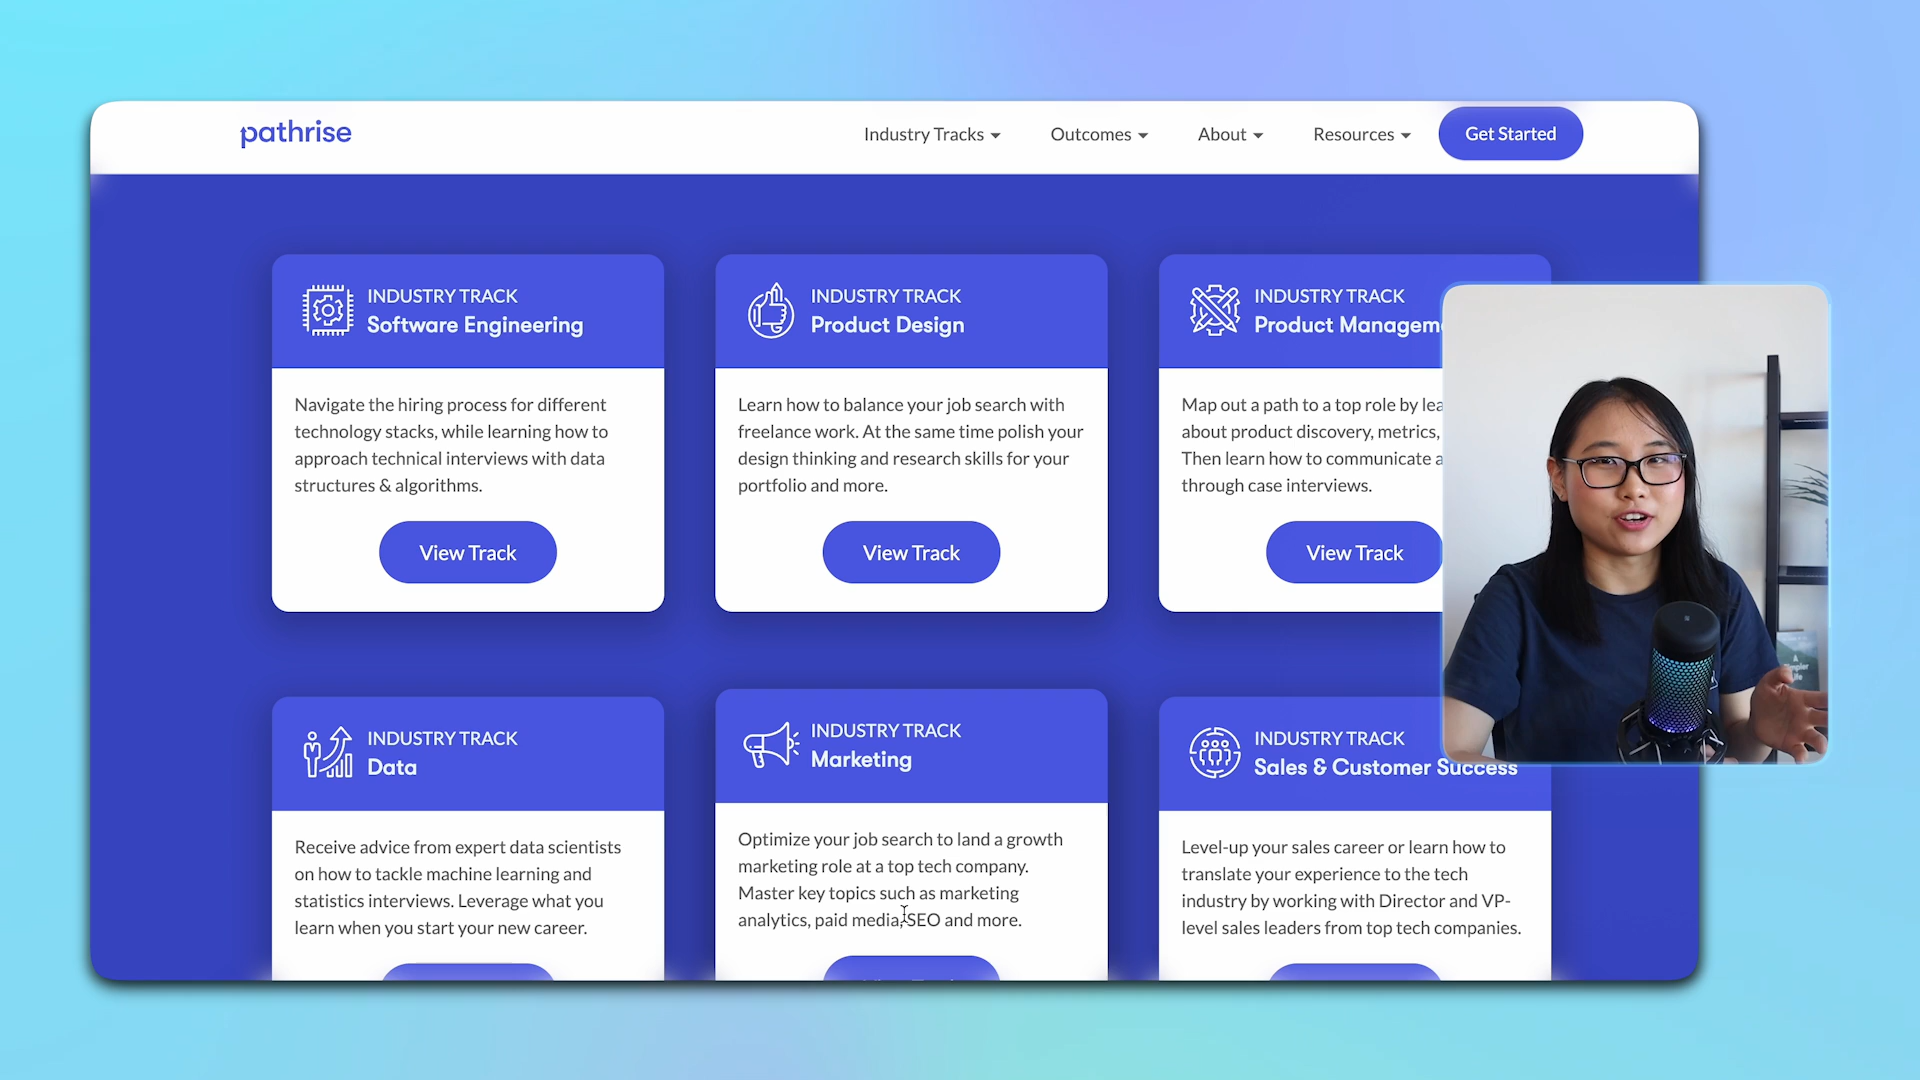 pathrise
Industry Tracks
Outcomes
About
Resources
Get Started
INDUSTRY TRACK
Software Engineering
Navigate the hiring process for different
technology stacks, while learning how to
approach technical interviews with data
structures & algorithms.
View Track
INDUSTRY TRACK
Product Design
Learn how to balance your job search with
freelance work. At the same time polish your
design thinking and research skills for your
portfolio and more.
View Track
INDUSTRY TRACK
Product Managem
Map out a path to a top role by lea
about product discovery, metrics,
Then learn how to communicate a
through case interviews.
View Track
INDUSTRY TRACK
Data
Receive advice from expert data scientists
on how to tackle machine learning and
statistics interviews. Leverage what you
learn when you start your new career.
INDUSTRY TRACK
Marketing
Optimize your job search to land a growth
marketing role at a top tech company.
Master key topics such as marketing
analytics, paid media, SEO and more.
INDUSTRY TRACK
Sales & Customer Success
Level-up your sales career or learn how to
translate your experience to the tech
industry by working with Director and VP-
level sales leaders from top tech companies.